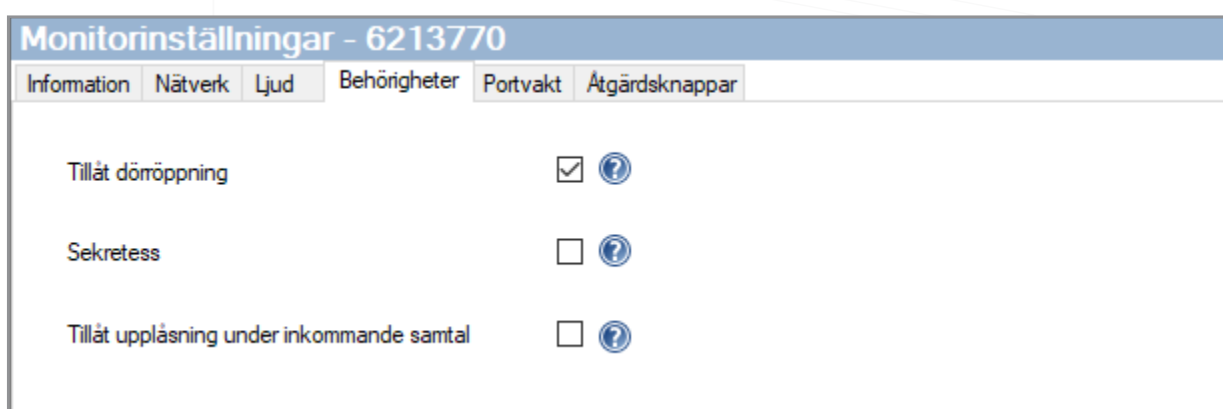 Monitorinställningar - 6213770
Information Nätverk Ljud Behörigheter Portvakt Åtgärdsknappar
Tillåt dörröppning
Sekretess
Tillåt upplåsning under inkommande samtal